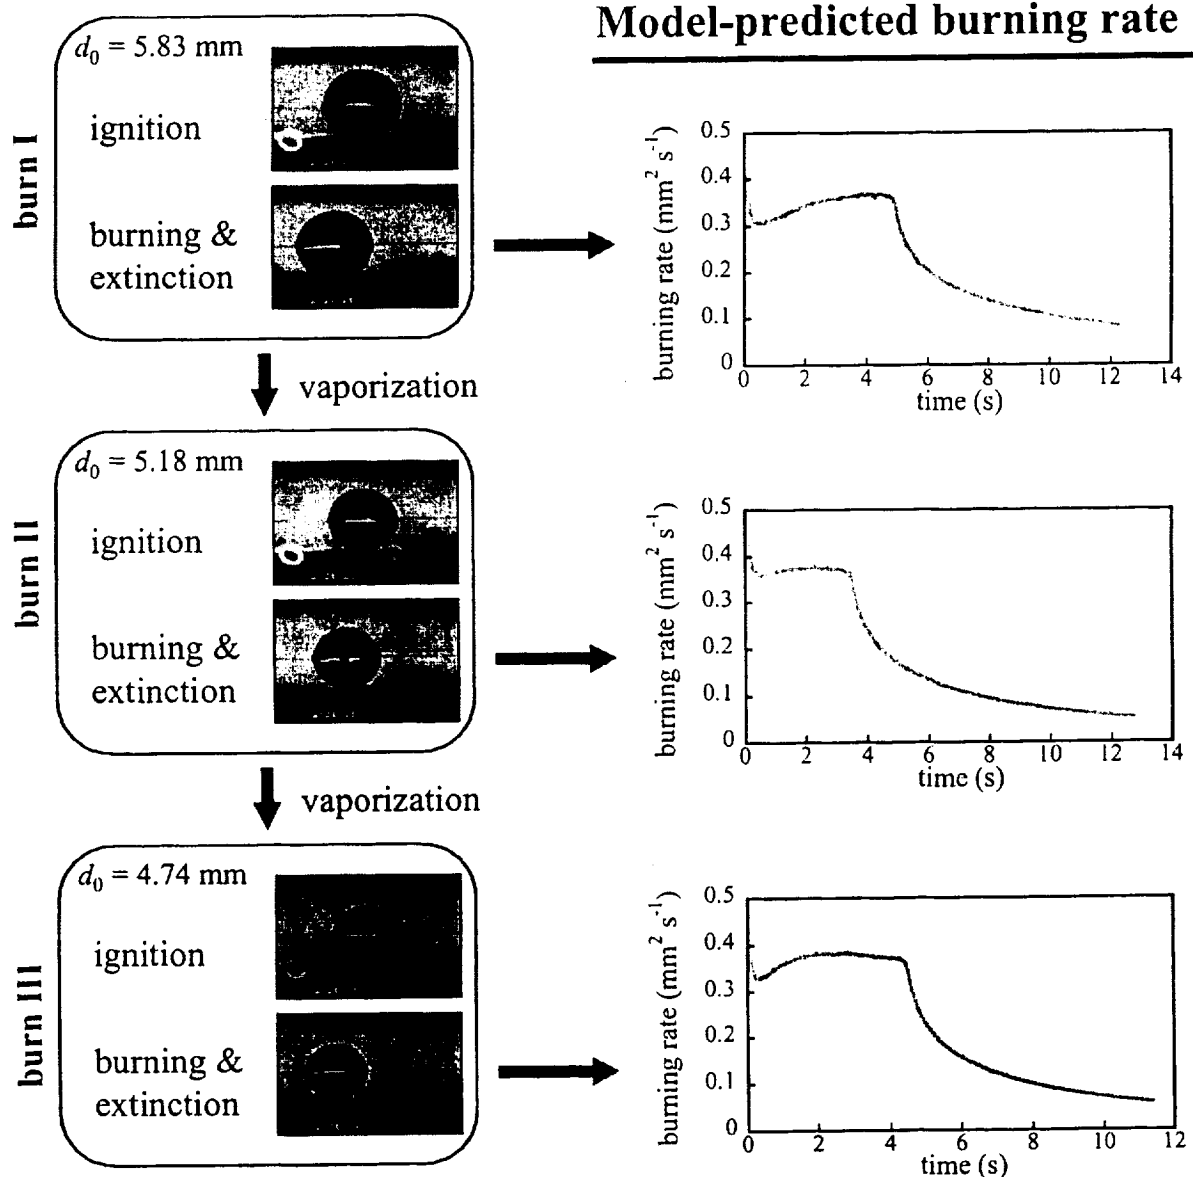 Model-predicted burning rate
burn I
d₀ = 5.83 mm
ignition
burning &
extinction
burning rate (mm² s⁻¹)
0.5
0.4
0.3
0.2
0.1
0
0 2 4 6 8 10 12 14
time (s)
vaporization
burn II
d₀ = 5.18 mm
ignition
burning &
extinction
burning rate (mm² s⁻¹)
0.5
0.4
0.3
0.2
0.1
0
0 2 4 6 8 10 12 14
time (s)
vaporization
burn III
d₀ = 4.74 mm
ignition
burning &
extinction
burning rate (mm² s⁻¹)
0.5
0.4
0.3
0.2
0.1
0
0 2 4 6 8 10 12
time (s)